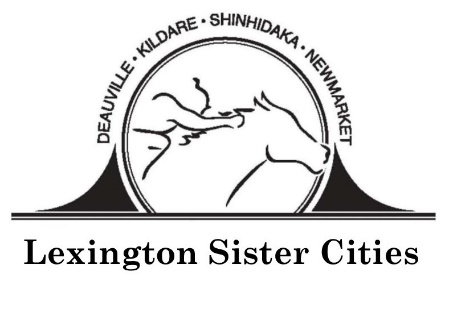 DEAUVILLE • KILDARE • SHINHIDAKA • NEWMARKET
Lexington Sister Cities